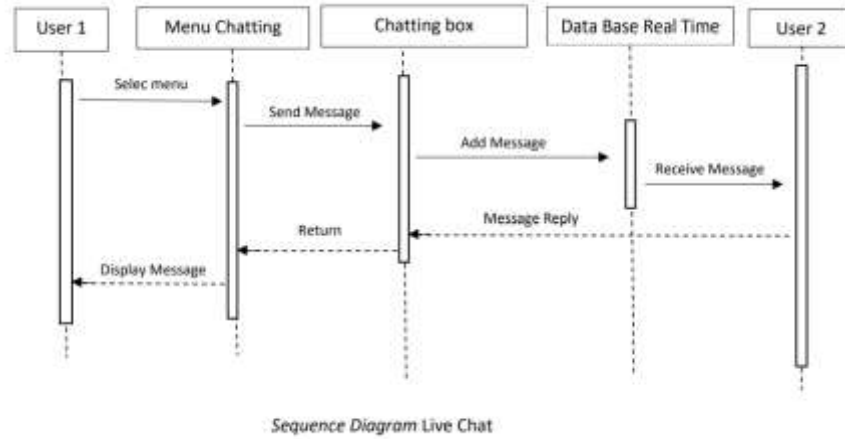 User 1
Menu Chatting
Chatting box
Data Base Real Time
User 2
Selec menu
Send Message
Add Message
Receive Message
Message Reply
Return
Display Message
Sequence Diagram Live Chat